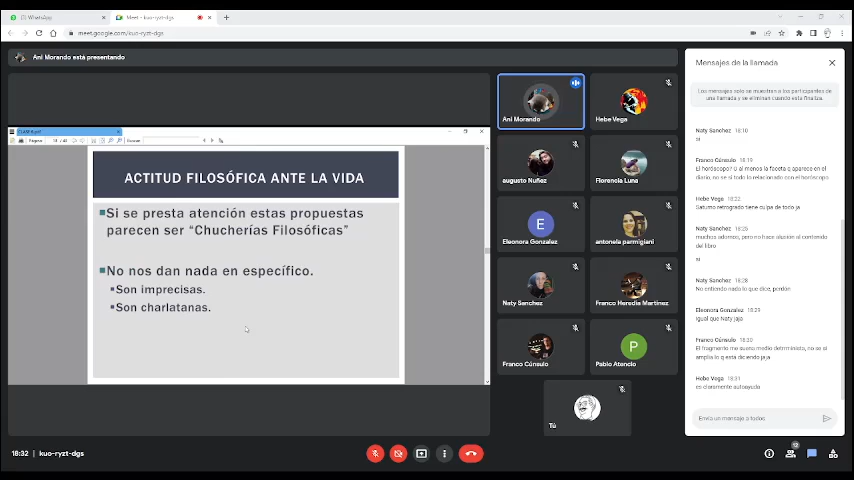 WhatsApp
Meet - kuo-ryzt-dgs
meet.google.com/kuo-ryzt-dgs
Ani Morando está presentando
ACTITUD FILOSÓFICA ANTE LA VIDA
Si se presta atención estas propuestas
parecen ser “Chucherías Filosóficas”
No nos dan nada en específico.
Son imprecisas.
Son charlatanas.
Ani Morando
Hebe Vega
augusto Nuñez
Florencia Luna
E
Eleonora Gonzalez
antonela parmigiani
Naty Sanchez
Franco Heredia Martinez
Franco Cúnsulo
P
Pablo Atencio
Tú
Mensajes de la llamada
Los mensajes solo se muestran a los participantes de
una llamada y se eliminan cuando esta finaliza.
Naty Sanchez 18:10
si
Franco Cúnsulo 18:19
El horóscopo? O al menos la faceta q aparece en el
diario, no se si todo lo relacionado con el horóscopo
Hebe Vega 18:22
Saturno retrogrado tiene culpa de todo ja
Naty Sanchez 18:25
muchos adornos, pero no hace alusión al contenido
del libro
si
Naty Sanchez 18:28
No entiendo nada lo que dice, perdón
Eleonora Gonzalez 18:29
Igual que Naty jaja
Franco Cúnsulo 18:30
El fragmento me sueno medio determinista, no se si
amplía lo q está diciendo jaja
Hebe Vega 18:31
es claramente autoayuda
Envía un mensaje a todos
18:32 | kuo-ryzt-dgs
12